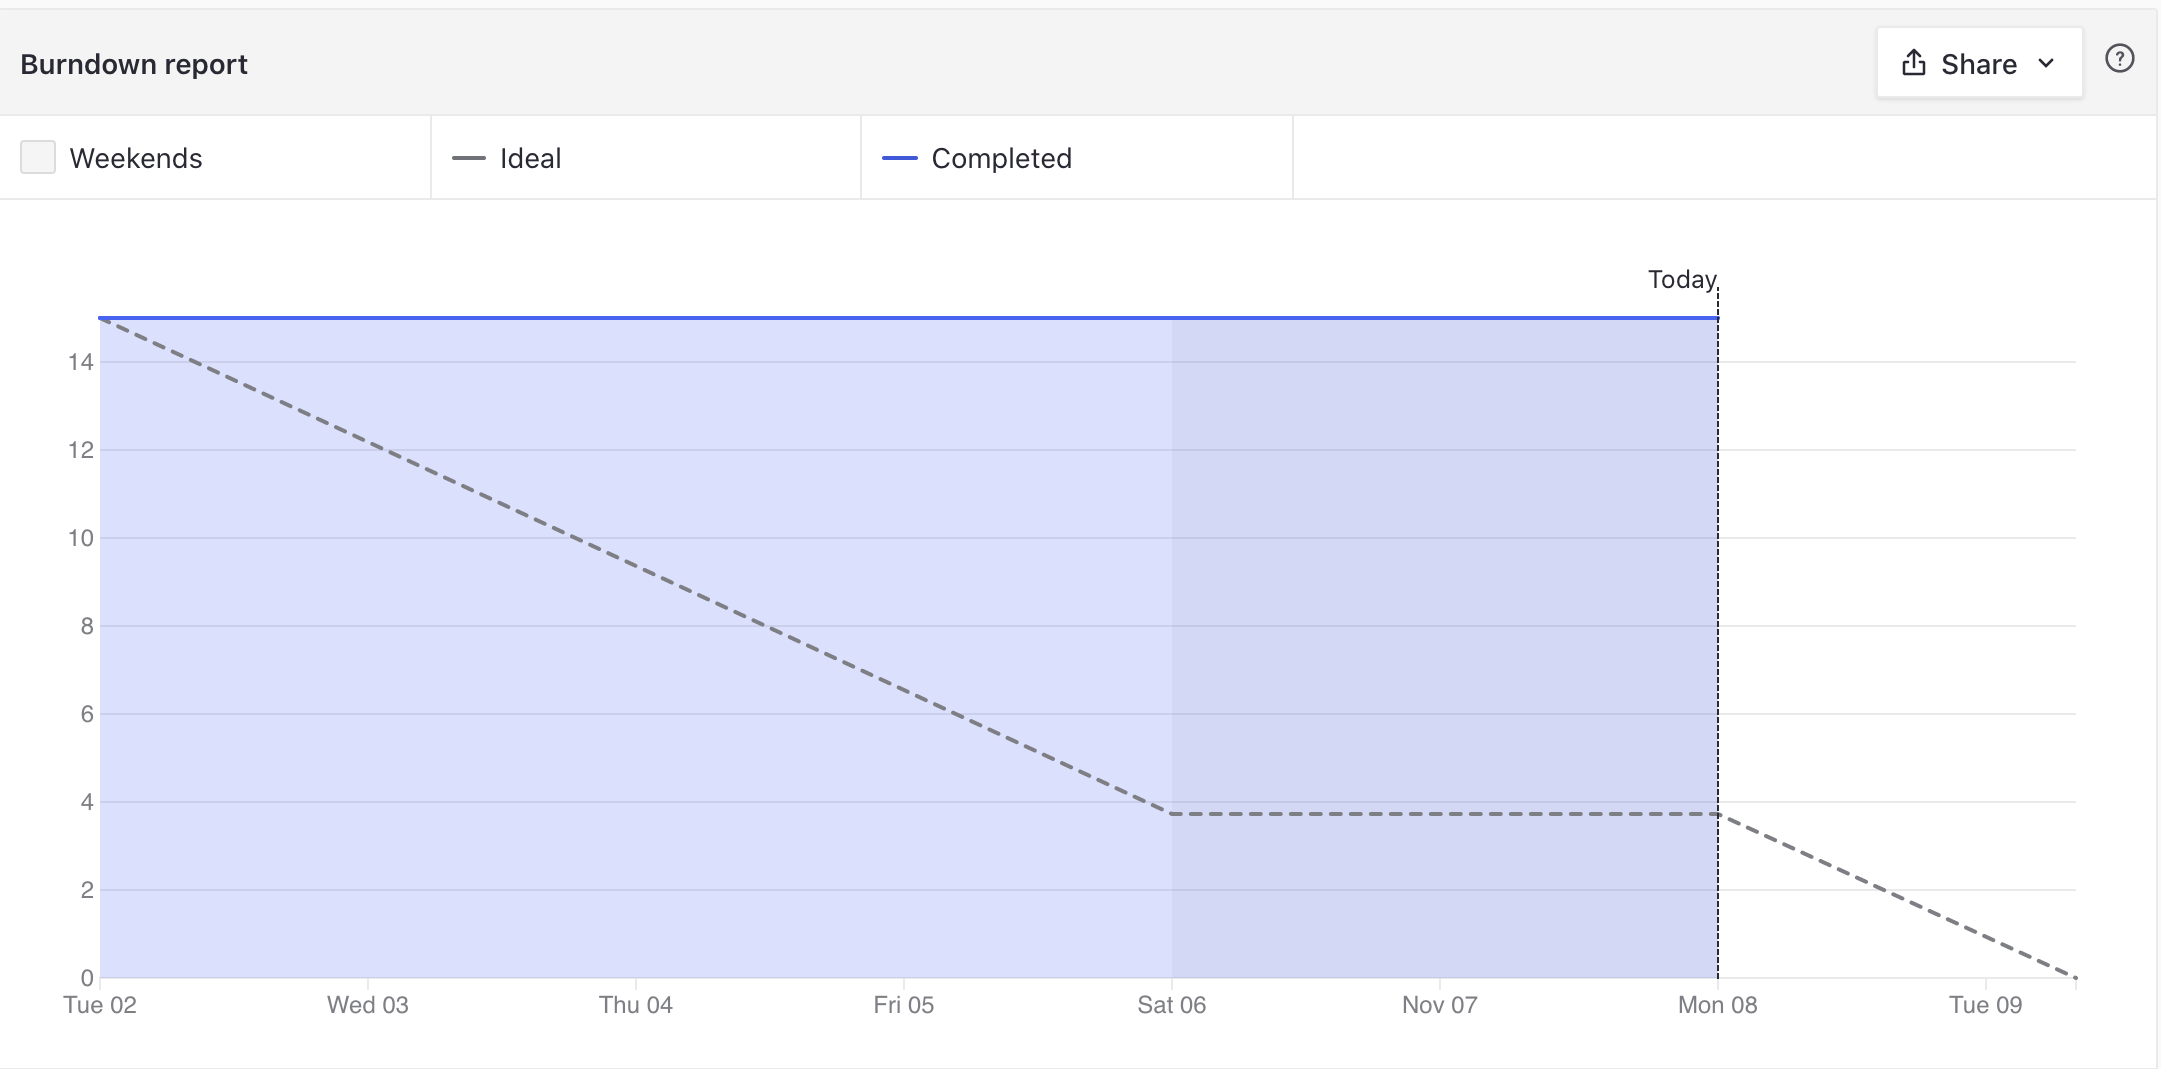 Burndown report
Share
?
Weekends
Ideal
Completed
Today
14
12
10
8
6
4
2
0
Tue 02 Wed 03 Thu 04 Fri 05 Sat 06 Nov 07 Mon 08 Tue 09